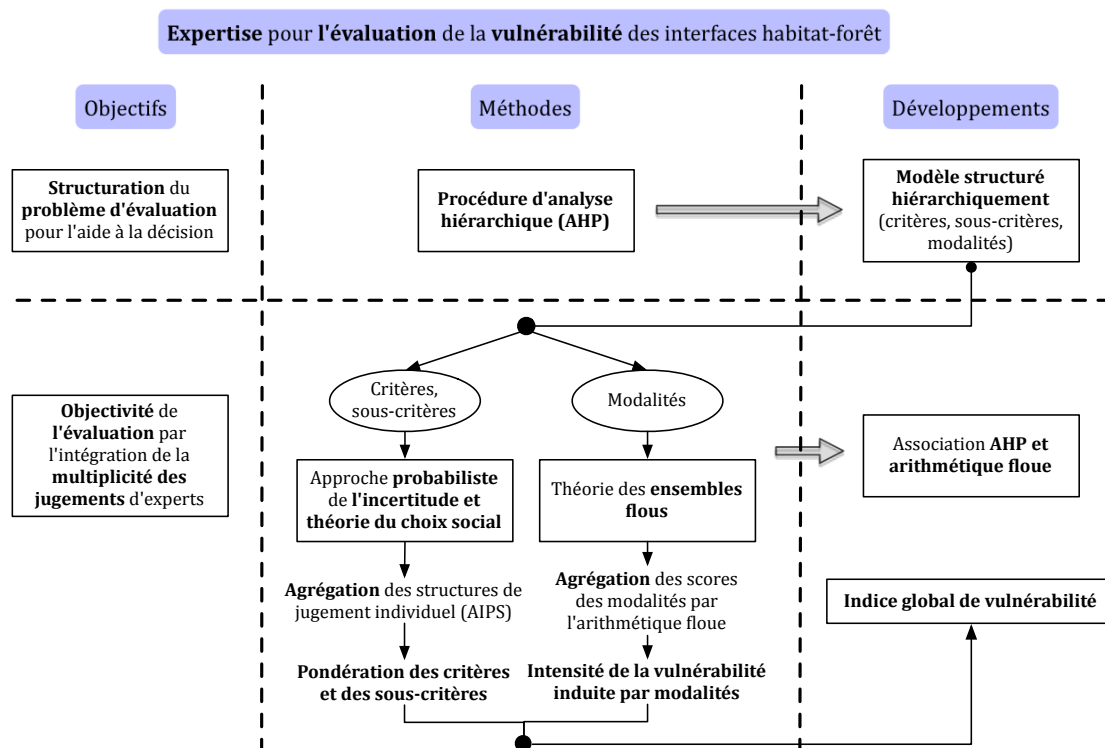 Expertise pour l'évaluation de la vulnérabilité des interfaces habitat-forêt
Objectifs
Méthodes
Développements
Structuration du
problème d'évaluation
pour l'aide à la décision
Procédure d'analyse
hiérarchique (AHP)
Modèle structuré
hiérarchiquement
(critères, sous-critères,
modalités)
Objectivité de
l'évaluation par
l'intégration de la
multiplicité des
jugements d'experts
Critères,
sous-critères
Modalités
Approche probabiliste
de l'incertitude et
théorie du choix social
Théorie des ensembles
flous
Association AHP et
arithmétique floue
Agrégation des structures de
jugement individuel (AIPS)
Agrégation des scores
des modalités par
l'arithmétique floue
Indice global de vulnérabilité
Pondération des critères
et des sous-critères
Intensité de la vulnérabilité
induite par modalités